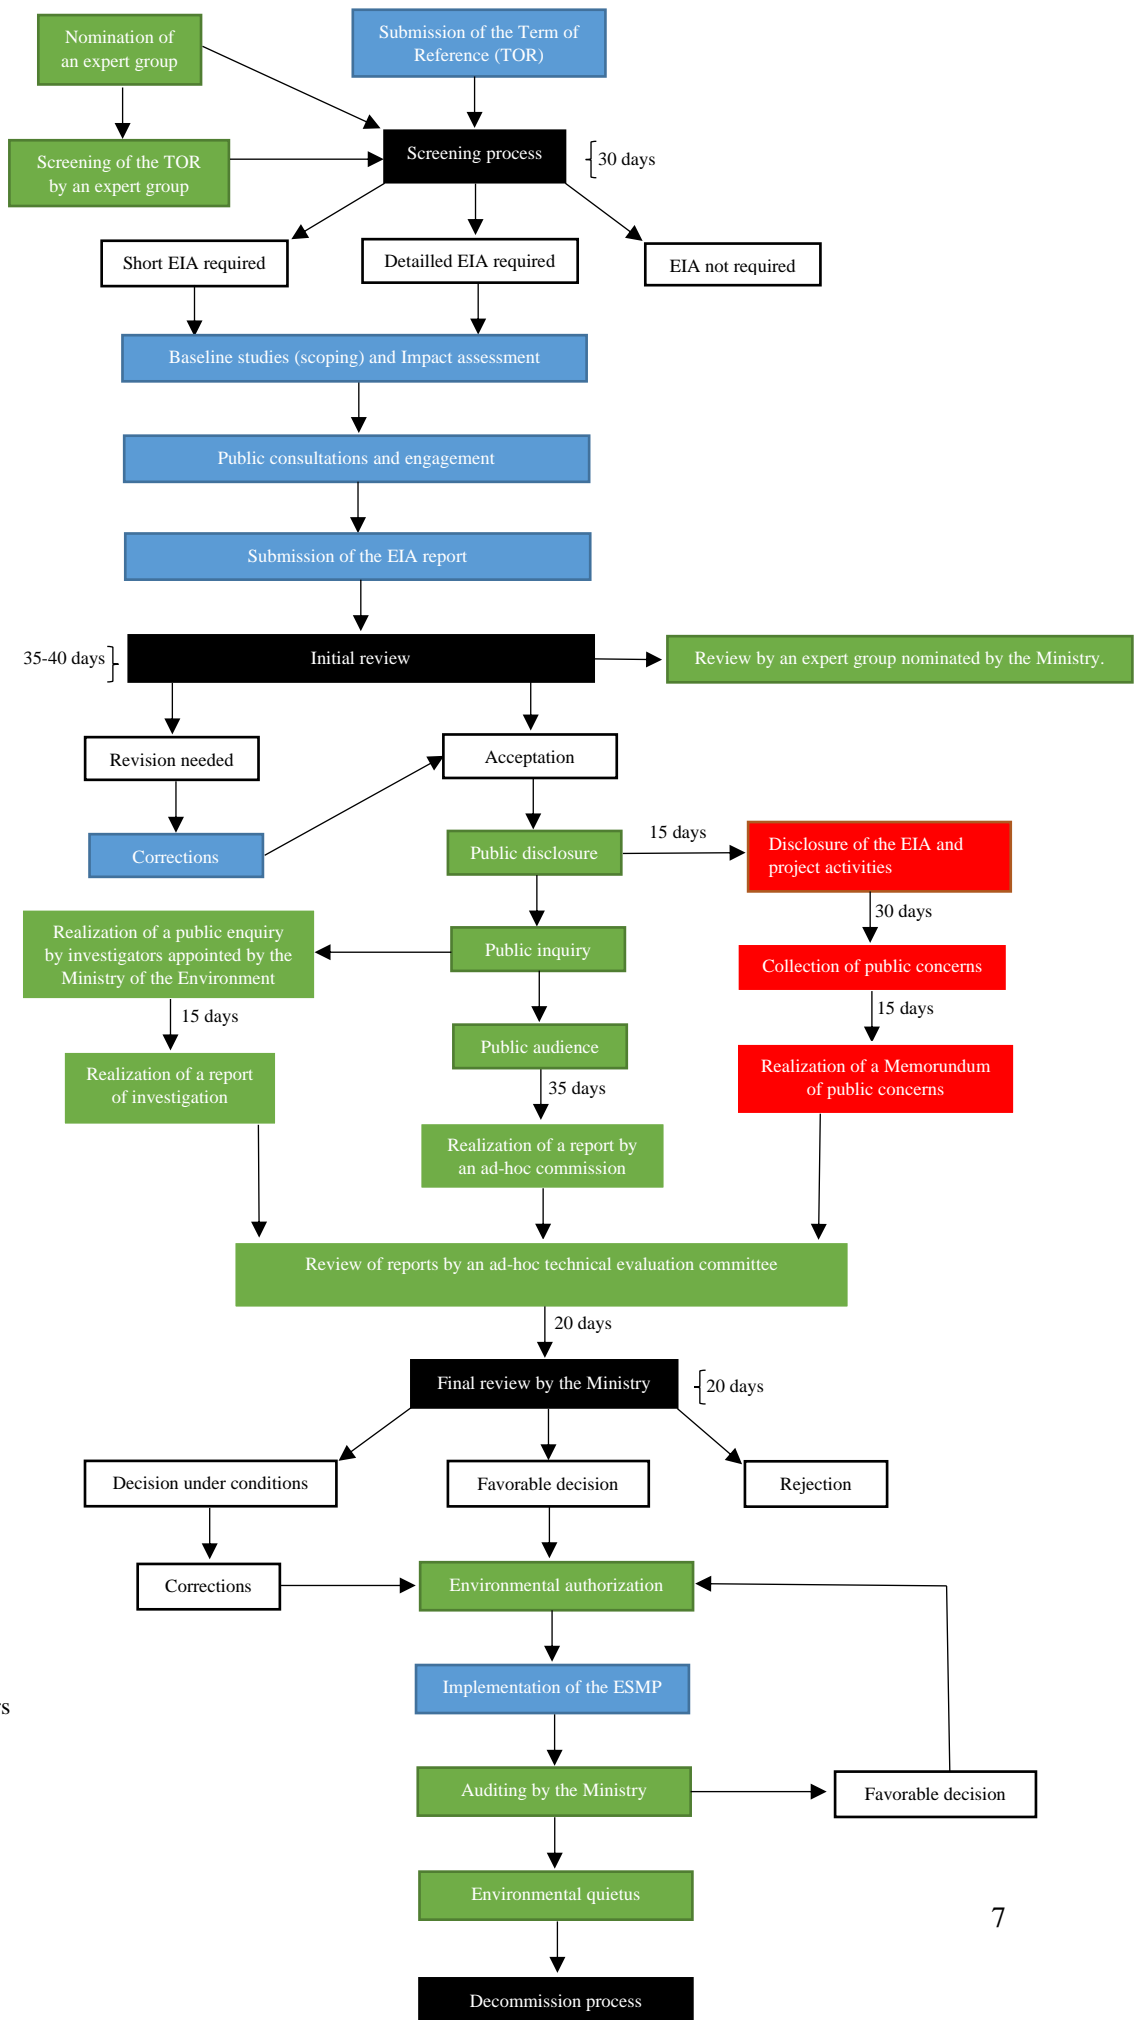 Nomination of
an expert group
Submission of the Term of
Reference (TOR)
Screening of the TOR
by an expert group
Screening process
30 days
Short EIA required
Detailled EIA required
EIA not required
Baseline studies (scoping) and Impact assessment
Public consultations and engagement
Submission of the EIA report
35-40 days
Initial review
Review by an expert group nominated by the Ministry.
Revision needed
Acceptation
Corrections
Public disclosure
15 days
Disclosure of the EIA and
project activities
30 days
Realization of a public enquiry
by investigators appointed by the
Ministry of the Environment
Public inquiry
Collection of public concerns
15 days
15 days
Public audience
Realization of a report
of investigation
35 days
Realization of a Memorundum
of public concerns
Realization of a report by
an ad-hoc commission
Review of reports by an ad-hoc technical evaluation committee
20 days
Final review by the Ministry
20 days
Decision under conditions
Favorable decision
Rejection
Corrections
Environmental authorization
Implementation of the ESMP
Auditing by the Ministry
Favorable decision
Environmental quietus
7
Decommission process